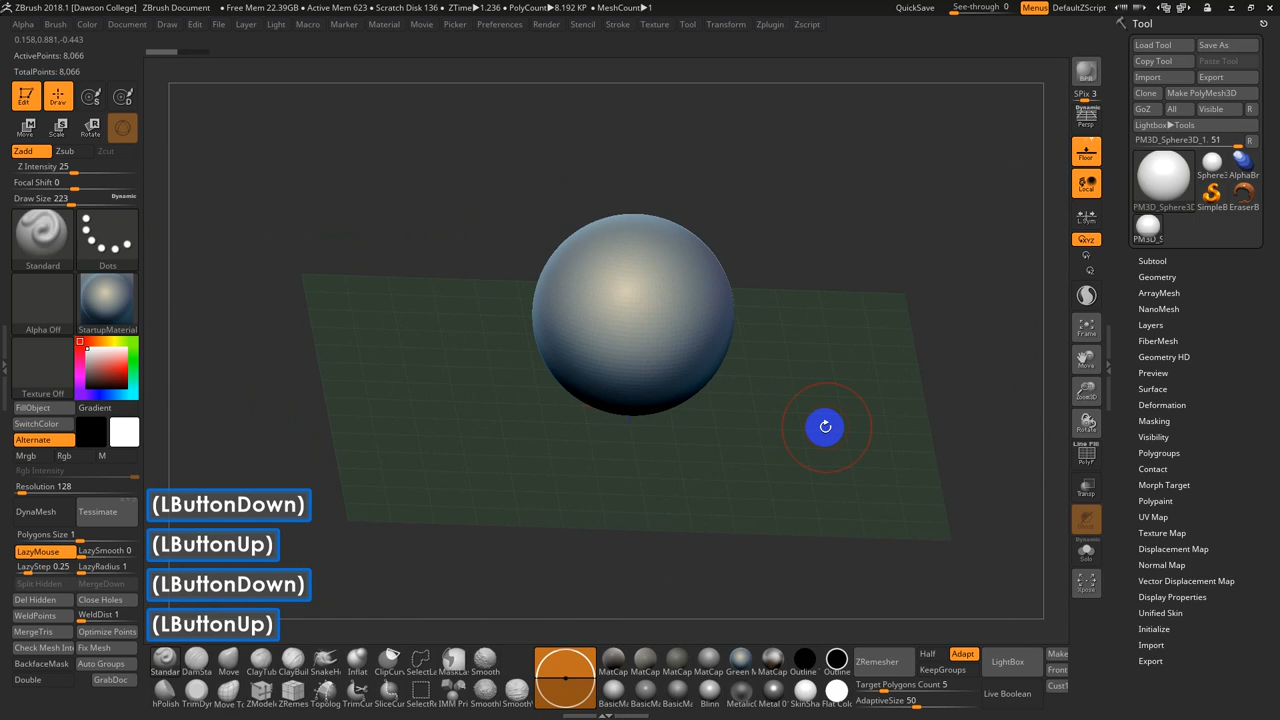 ZBrush 2018.1 [Dawson College] ZBrush Document • Free Mem 22.39GB • Active Mem 623 • Scratch Disk 136 • ZTime▶1.236 • PolyCount▶8.192 KP • MeshCount▶1 QuickSave See-through 0 Menus DefaultZScript
Alpha Brush Color Document Draw Edit File Layer Light Macro Marker Material Movie Picker Preferences Render Stencil Stroke Texture Tool Transform Zplugin Zscript
0.158,0.881,-0.443
ActivePoints: 8,066
TotalPoints: 8,066
Edit Draw S D
Move Scale Rotate
Zadd Zsub Zcut
Z Intensity 25
Focal Shift 0
Draw Size 223 Dynamic
Standard Dots
Alpha Off StartupMaterial
Texture Off
FillObject Gradient
SwitchColor
Alternate
Mrgb Rgb M
Rgb Intensity
Resolution 128
DynaMesh Tessimate
Polygons Size 1
LazyMouse LazySmooth 0
LazyStep 0.25 LazyRadius 1
Split Hidden MergeDown
Del Hidden Close Holes
WeldPoints WeldDist 1
MergeTris Optimize Points
Check Mesh Int Fix Mesh
BackfaceMask Auto Groups
Double GrabDoc
(LButtonDown)
(LButtonUp)
(LButtonDown)
(LButtonUp)
Standar DamSta Move ClayTub ClayBuil SnakeH Inflat ClipCurv SelectLa MaskLa Smooth
hPolish TrimDy Move To ZModele ZRemes Topolog TrimCur SliceCur SelectRe IMM Pri Smooth Smooth
MatCap MatCap MatCap MatCap Green M MatCap Outline Outline
BasicMa BasicMa BasicMa Blinn MetalicC Metal 0 SkinSha Flat Col
ZRemesher Half Adapt
KeepGroups
Target Polygons Count 5
AdaptiveSize 50
LightBox
Live Boolean
Make
Front
Cust1
BPR
SPix 3
Dynamic
Persp
Floor
Local
L.Sym
XYZ
Frame
Move
Zoom3D
Rotate
Line Fill
PolyF
Transp
Dynamic
Solo
Xpose
Tool
Load Tool Save As
Copy Tool Paste Tool
Import Export
Clone Make PolyMesh3D
GoZ All Visible R
Lightbox▶Tools
PM3D_Sphere3D_1. 51 R
PM3D_Sphere3D Sphere3 AlphaBr
SimpleB EraserB
PM3D_S
Subtool
Geometry
ArrayMesh
NanoMesh
Layers
FiberMesh
Geometry HD
Preview
Surface
Deformation
Masking
Visibility
Polygroups
Contact
Morph Target
Polypaint
UV Map
Texture Map
Displacement Map
Normal Map
Vector Displacement Map
Display Properties
Unified Skin
Initialize
Import
Export